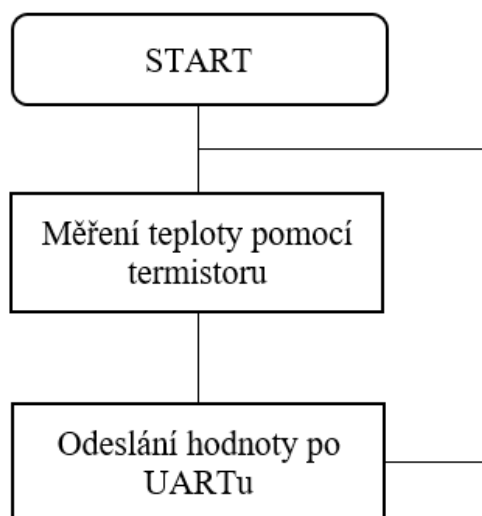 START
Měření teploty pomocí
termistoru
Odeslání hodnoty po
UARTu